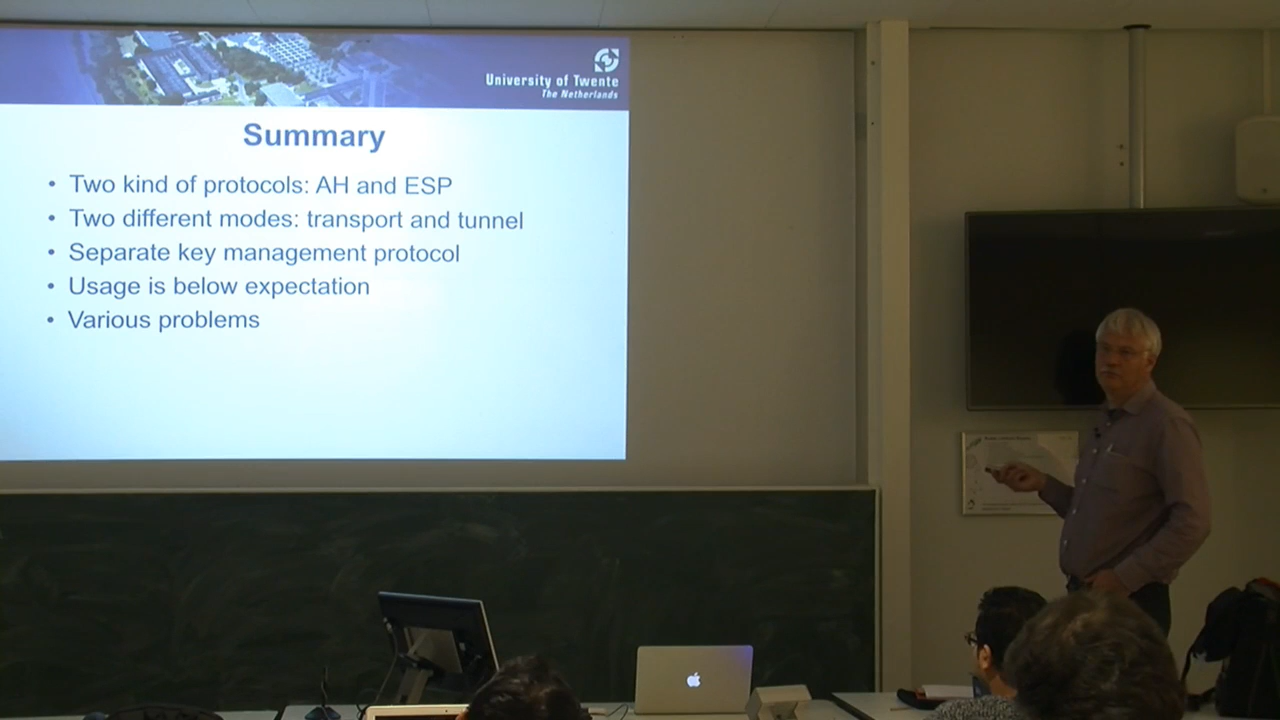 University of Twente
The Netherlands
Summary
• Two kind of protocols: AH and ESP
• Two different modes: transport and tunnel
• Separate key management protocol
• Usage is below expectation
• Various problems